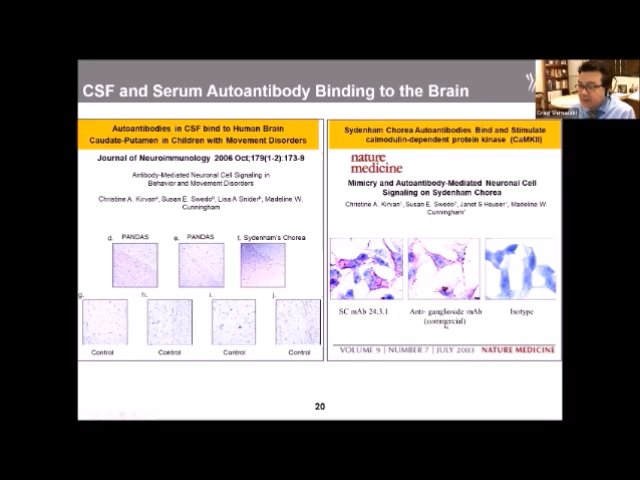 CSF and Serum Autoantibody Binding to the Brain
Autoantibodies in CSF bind to Human Brain
Caudate-Putamen in Children with Movement Disorders
Journal of Neuroimmunology 2006 Oct;179(1-2):173-9
Antibody-Mediated Neuronal Cell Signaling in
Behavior and Movement Disorders
Christine A. Kirvan, Susan E. Swedo, Lisa A Snider, Madeline W.
Cunningham
d. PANDAS
e. PANDAS
f. Sydenham's Chorea
g.
h.
i.
j.
Control
Control
Control
Control
Sydenham Chorea Autoantibodies Bind and Stimulate
calmodulin-dependent protein kinase (CaMKII)
nature
medicine
Mimicry and Autoantibody-Mediated Neuronal Cell
Signaling on Sydenham Chorea
Christine A. Kirvan, Susan E. Swedo, Janet S Heuser, Madeline W.
Cunningham
SC mAb 24.3.1
Anti- ganglioside mAb
(commercial)
Isotype
VOLUME 9 | NUMBER 7 | JULY 2003 NATURE MEDICINE
20